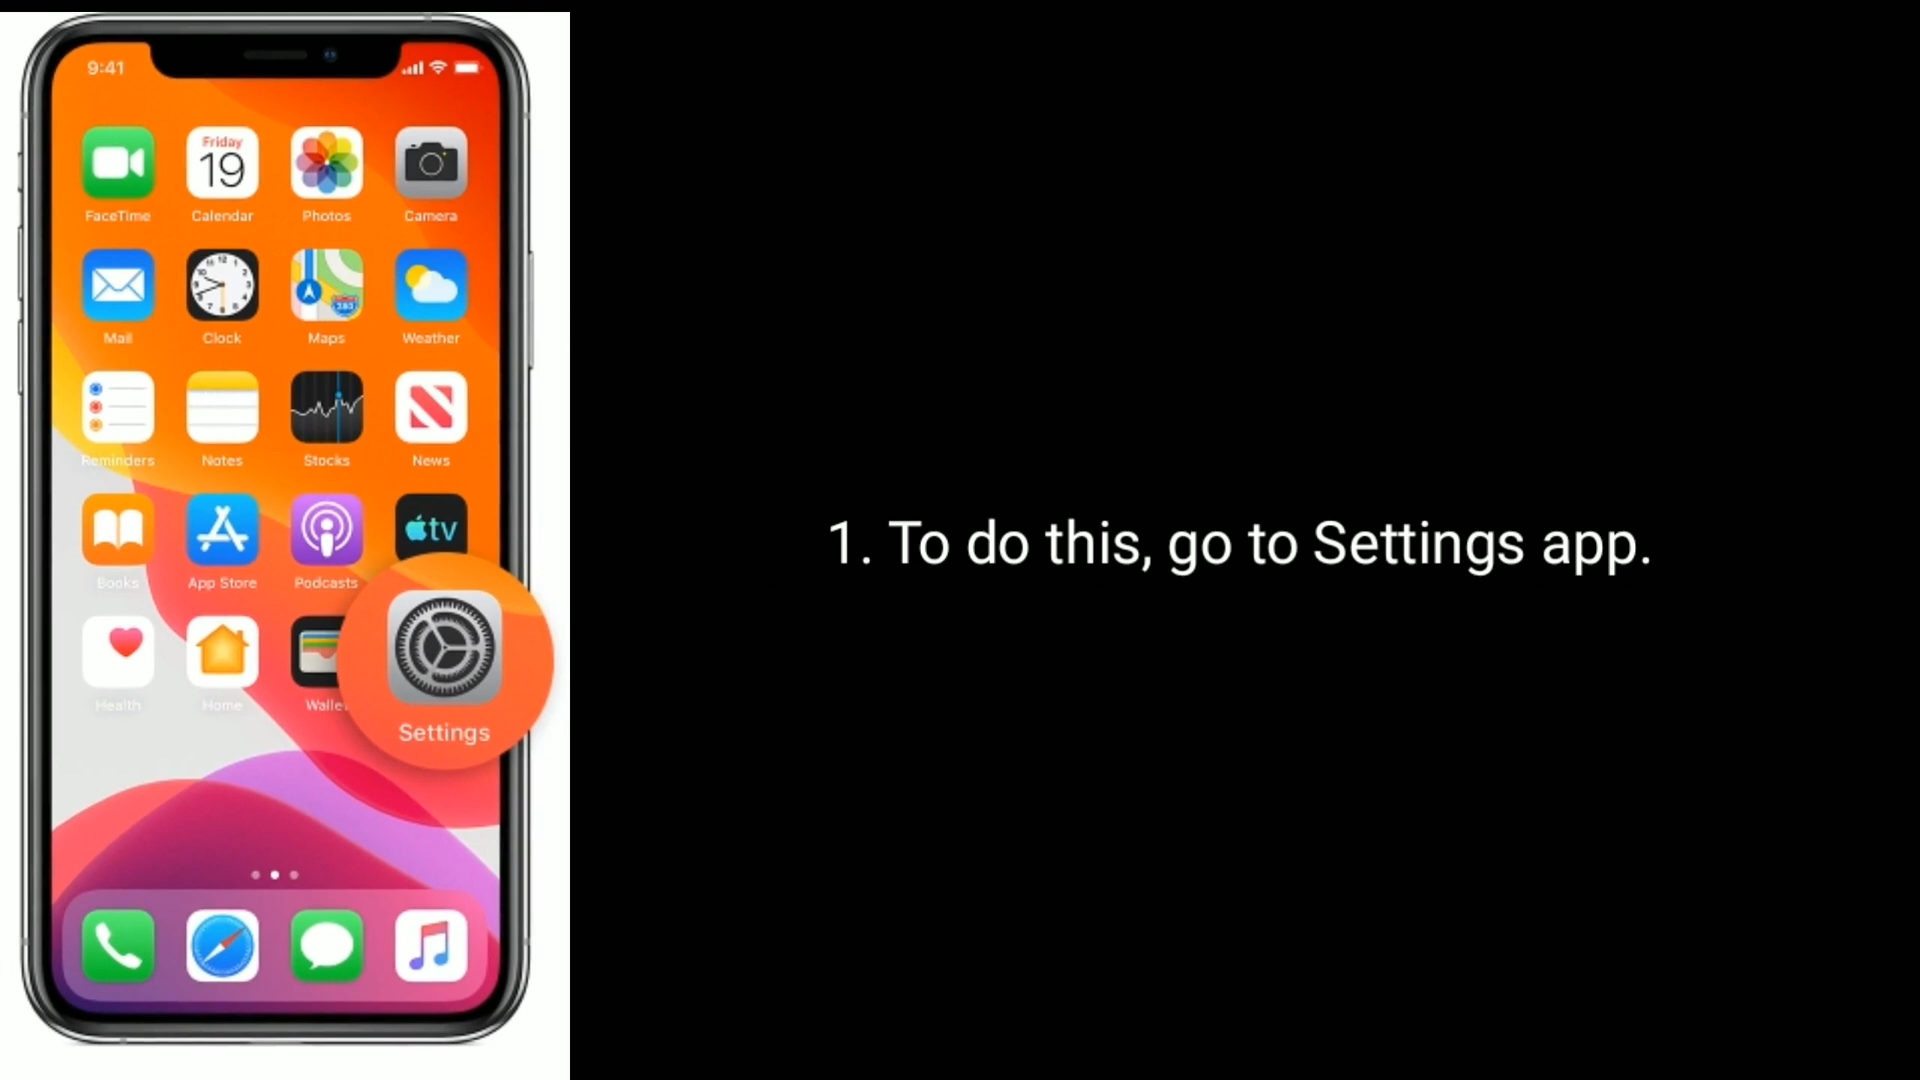 9:41
Friday
19
FaceTime
Calendar
Photos
Camera
Mail
Clock
Maps
Weather
Reminders
Notes
Stocks
News
tv
Books
App Store
Podcasts
Health
Home
Settings
1. To do this, go to Settings app.